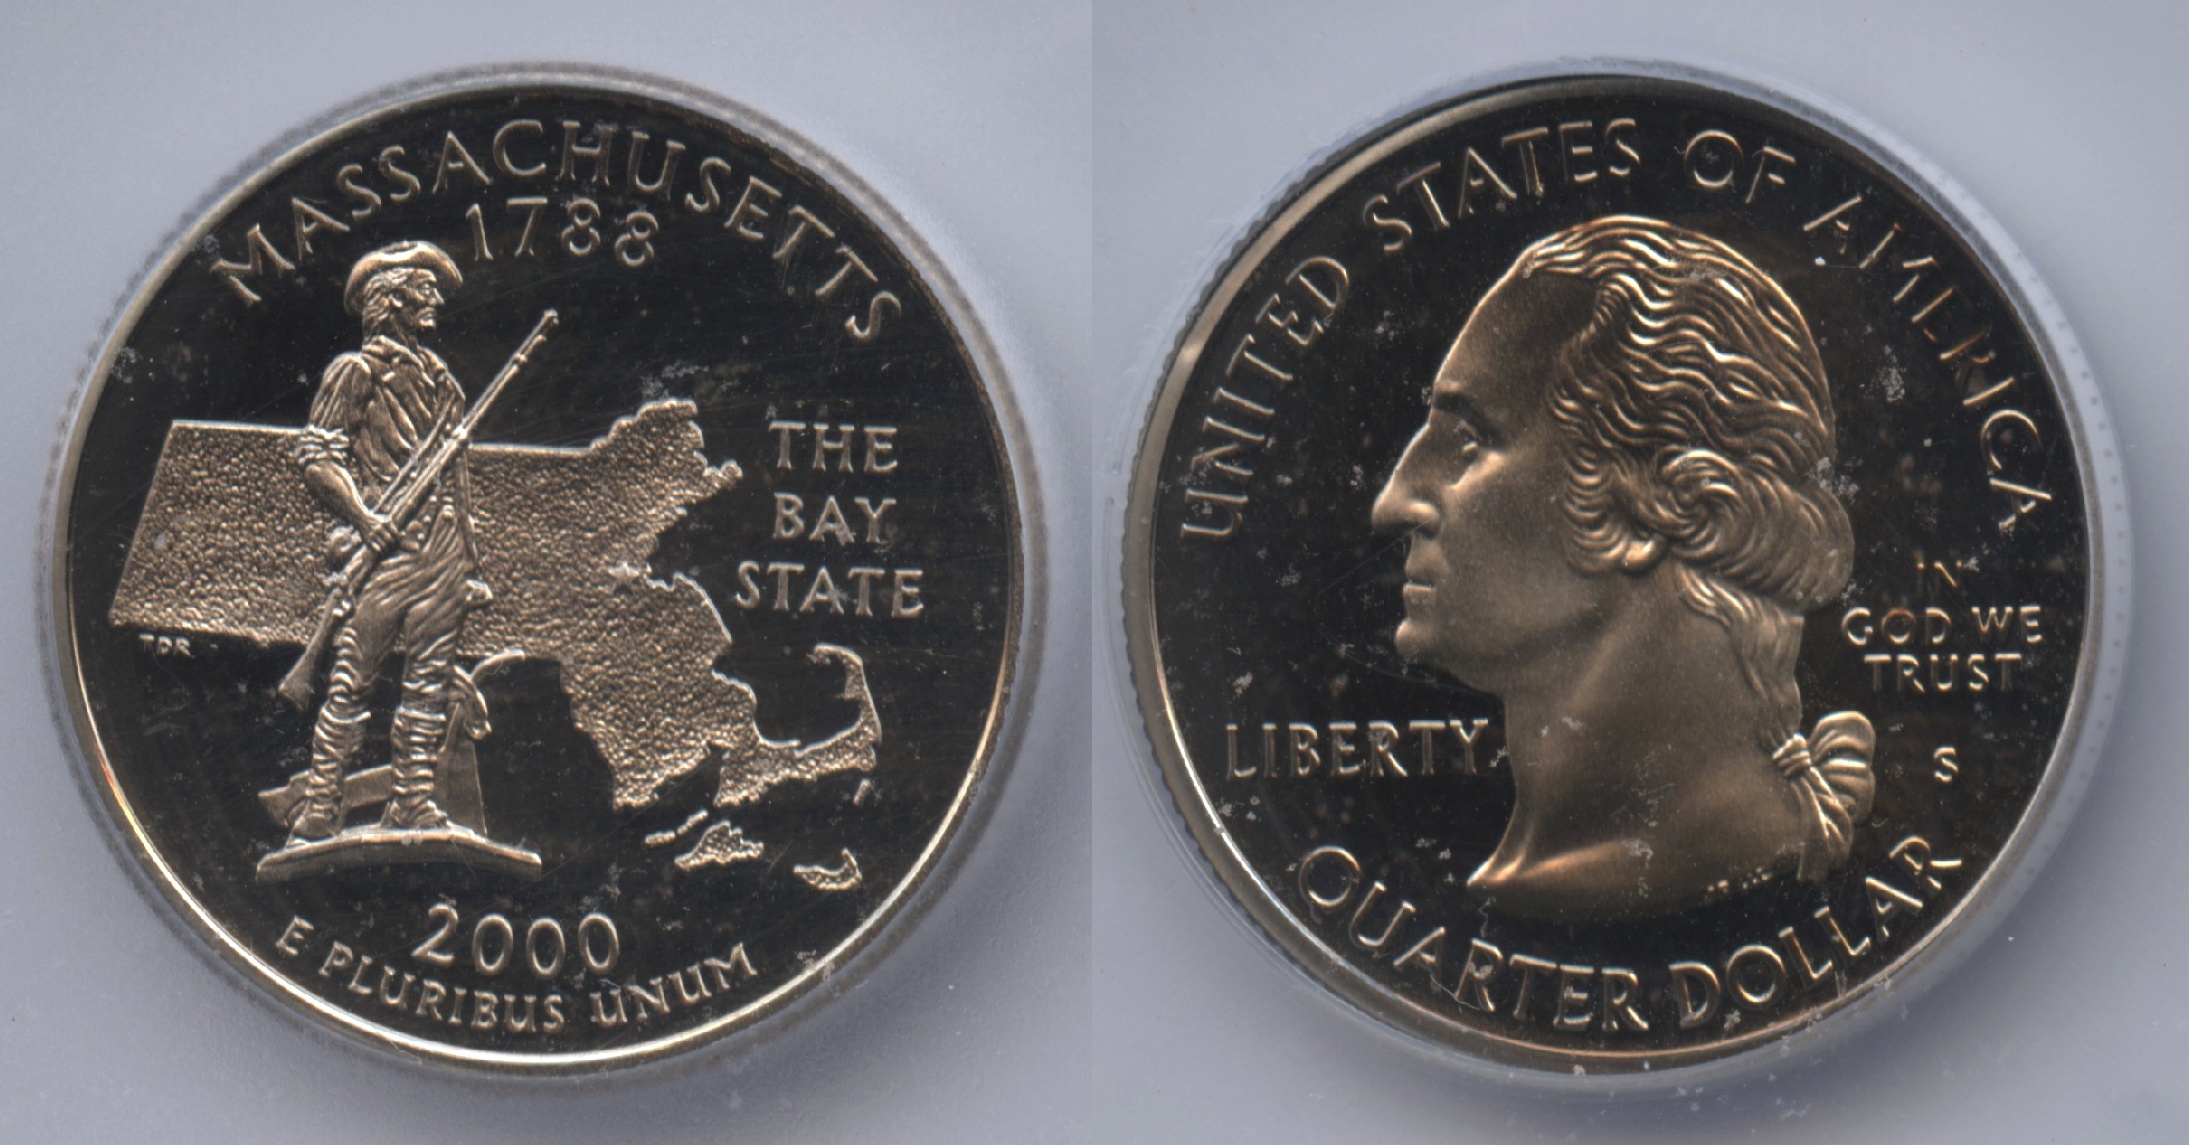 MASSACHUSETTS
1788
THE
BAY
STATE
TDR
2000
E PLURIBUS UNUM
UNITED STATES OF AMERICA
IN
GOD WE
TRUST
LIBERTY
S
QUARTER DOLLAR